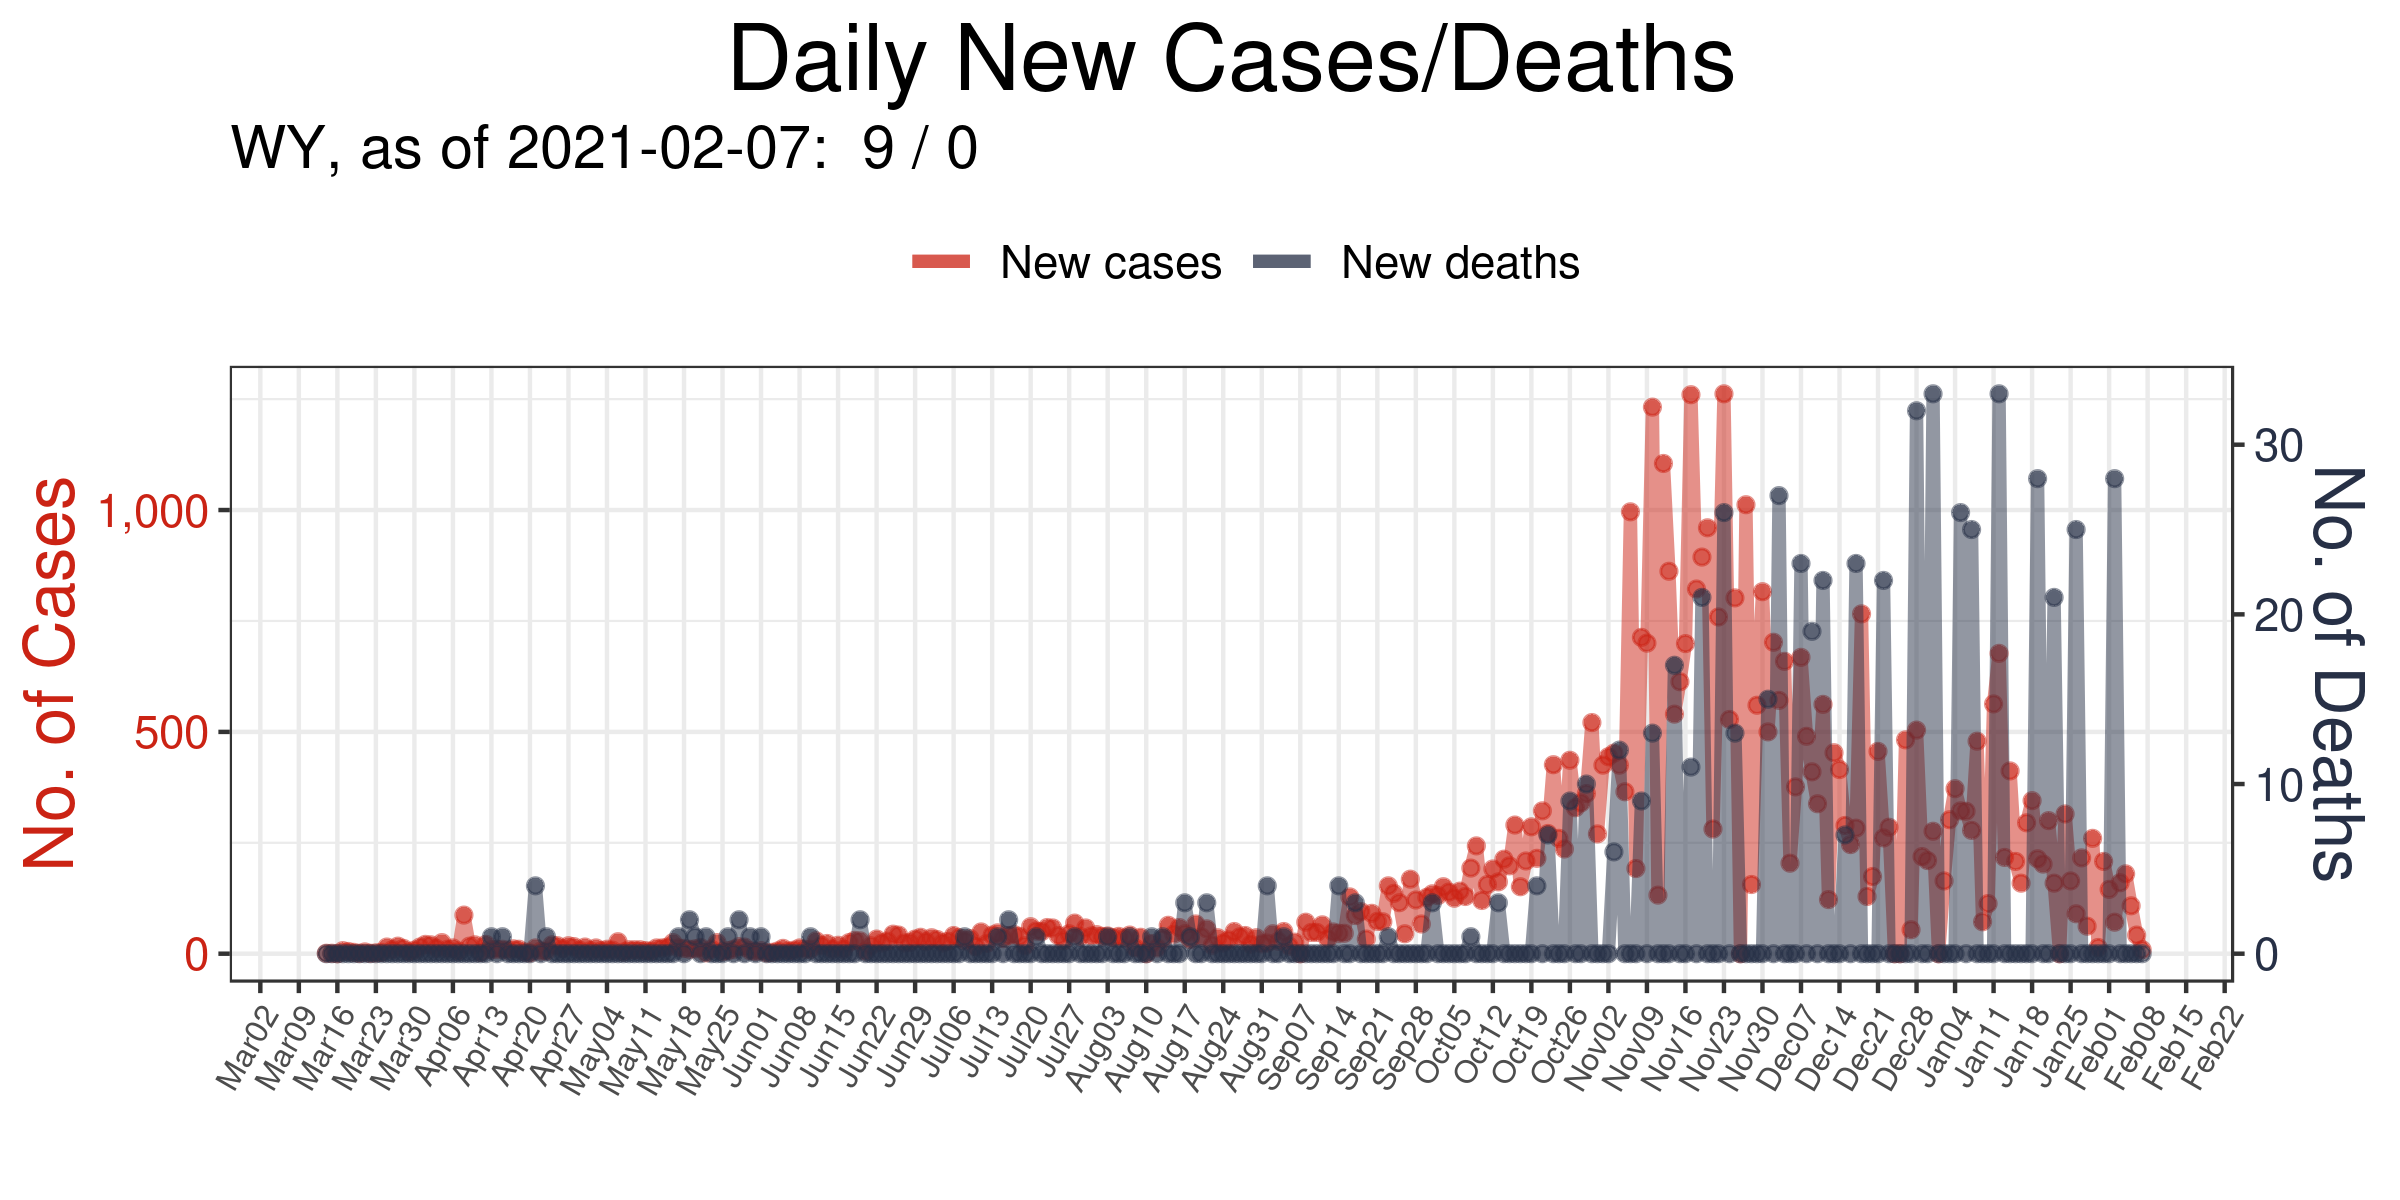 Daily New Cases/Deaths
WY, as of 2021-02-07:  9 / 0
New cases New deaths
No. of Cases
1,000
500
0
30
20
10
0
No. of Deaths
Mar02 Mar09 Mar16 Mar23 Mar30 Apr06 Apr13 Apr20 Apr27 May04 May11 May18 May25 Jun01 Jun08 Jun15 Jun22 Jun29 Jul06 Jul13 Jul20 Jul27 Aug03 Aug10 Aug17 Aug24 Aug31 Sep07 Sep14 Sep21 Sep28 Oct05 Oct12 Oct19 Oct26 Nov02 Nov09 Nov16 Nov23 Nov30 Dec07 Dec14 Dec21 Dec28 Jan04 Jan11 Jan18 Jan25 Feb01 Feb08 Feb15 Feb22